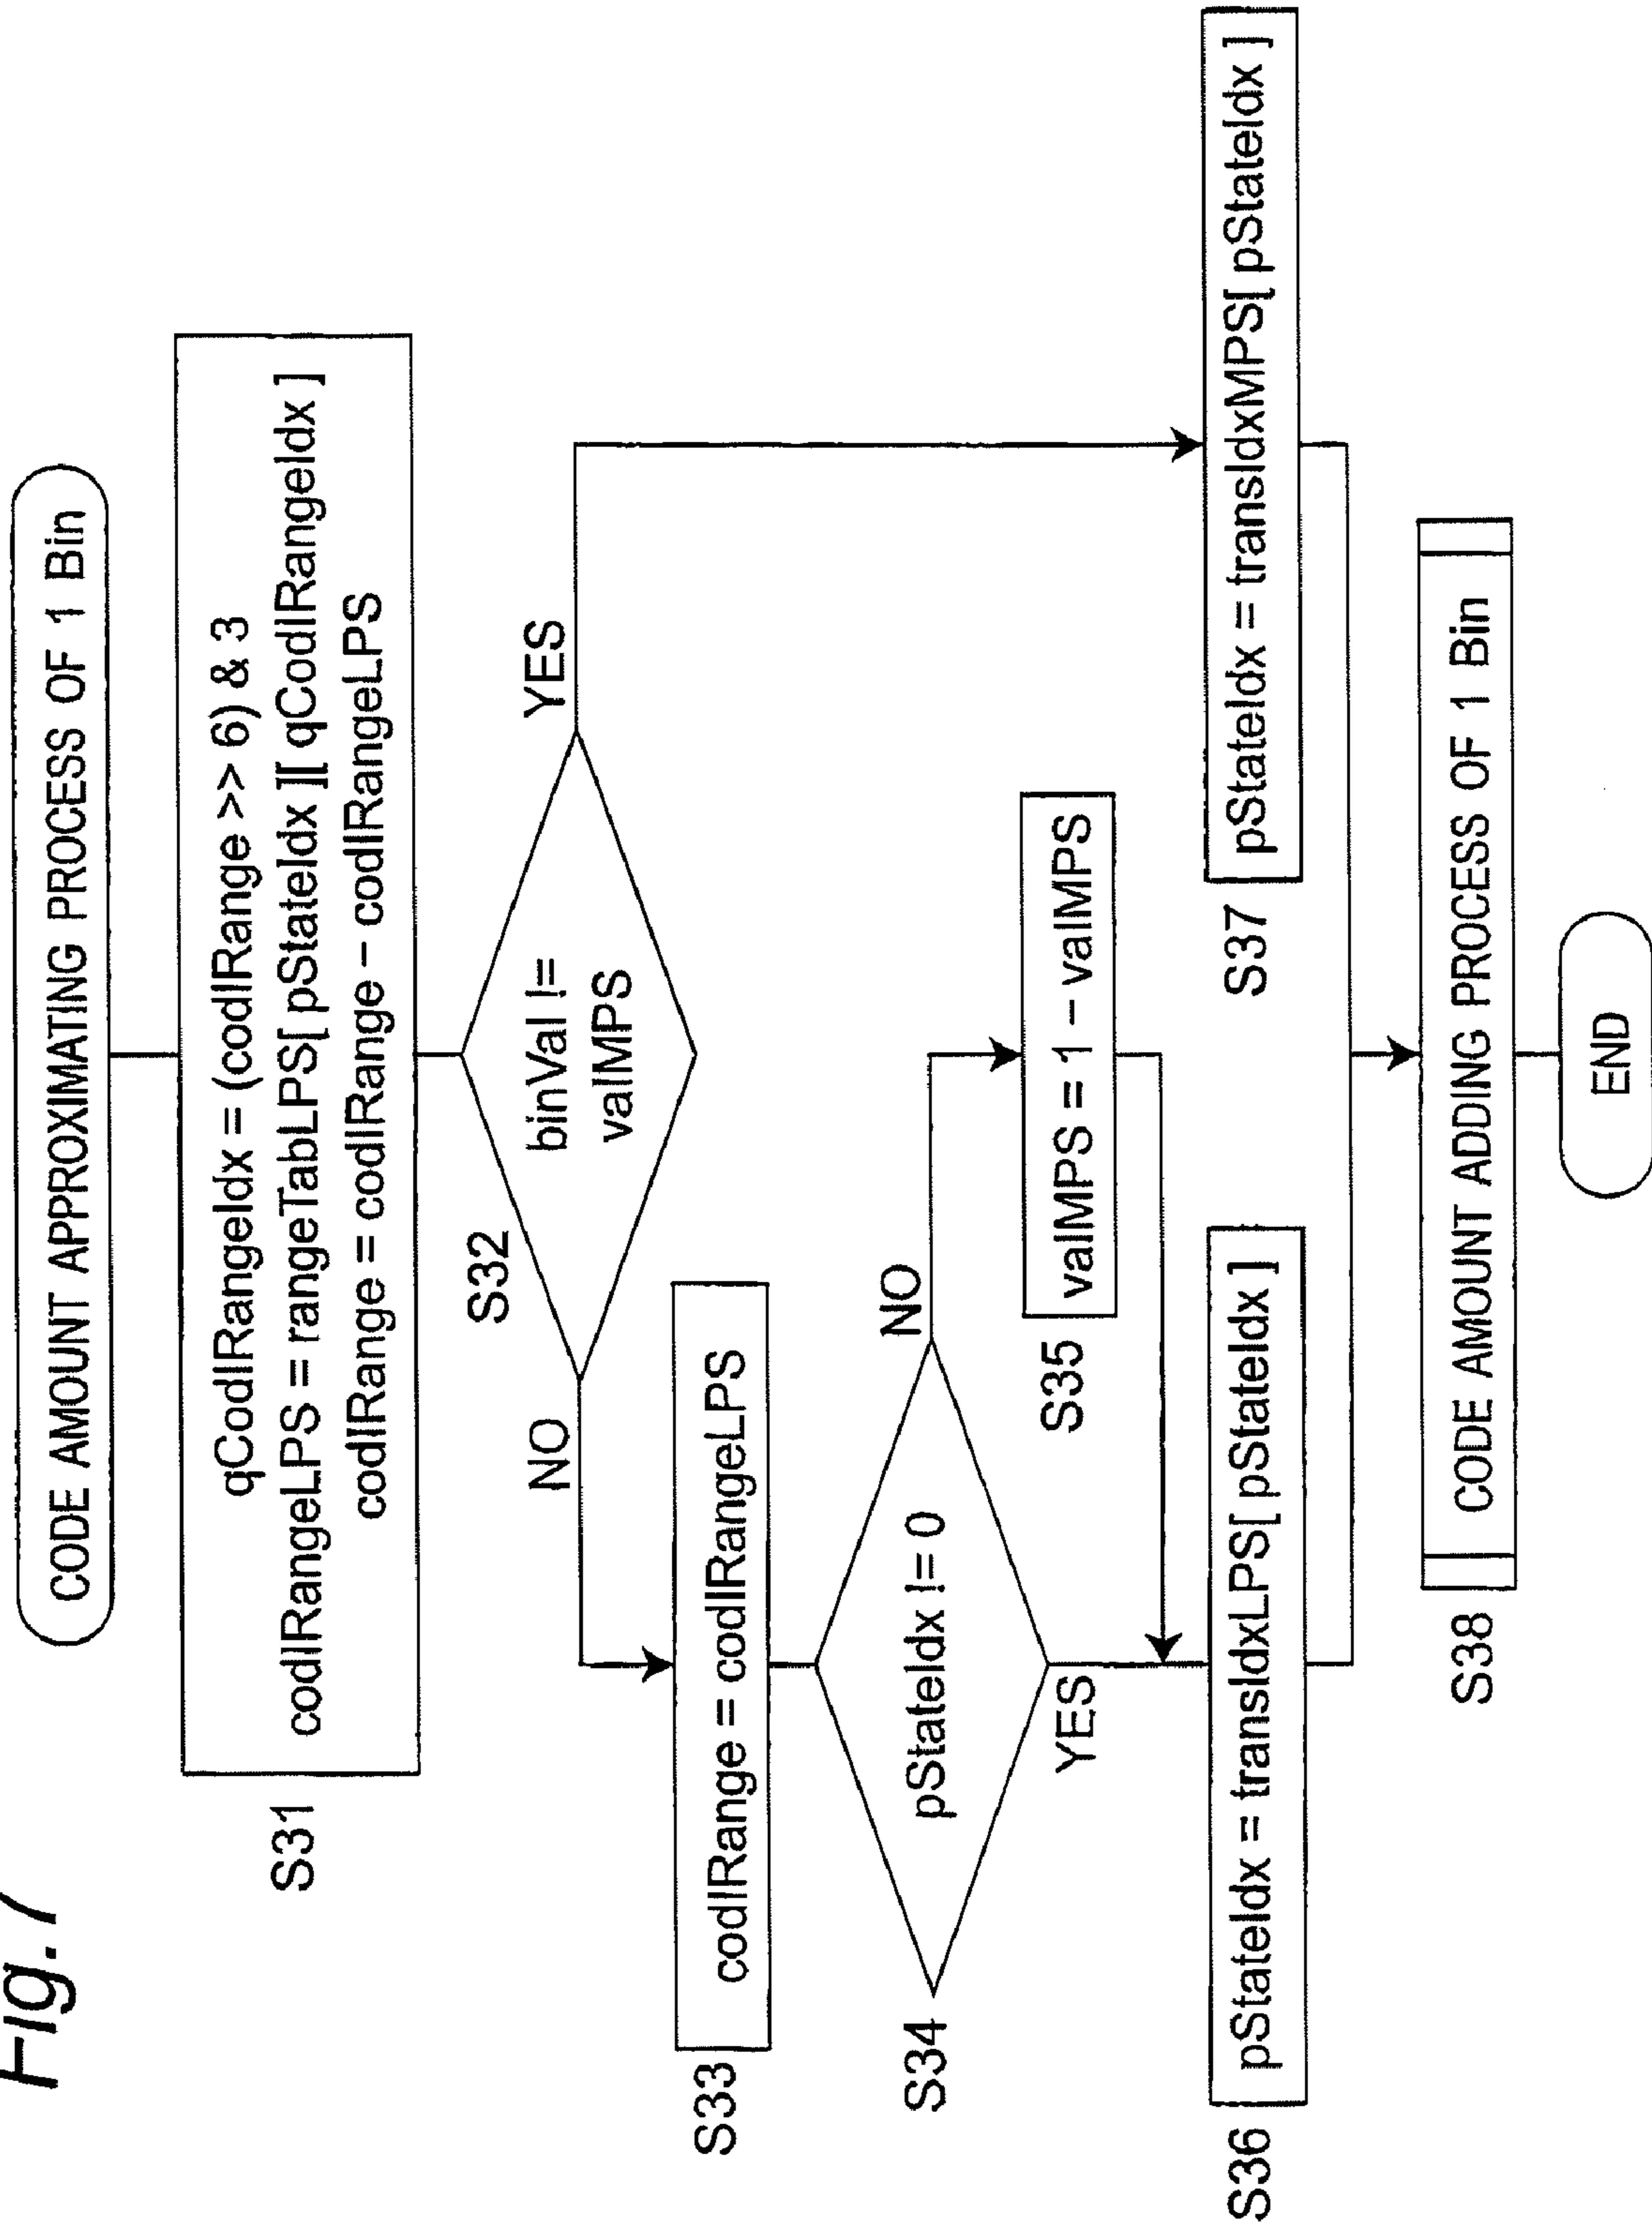 Fig.7
CODE AMOUNT APPROXIMATING PROCESS OF 1 Bin
S31
qCodIRangeIdx = (codIRange >> 6) & 3
codIRangeLPS = rangeTabLPS[ pStateIdx ][ qCodIRangeIdx ]
codIRange = codIRange – codIRangeLPS
S32
binVal !=
valMPS
NO
YES
S33
codIRange = codIRangeLPS
S34
pStateIdx != 0
NO
YES
S35
valMPS = 1 – valMPS
S36
pStateIdx = transIdxLPS[ pStateIdx ]
S37
pStateIdx = transIdxMPS[ pStateIdx ]
S38
CODE AMOUNT ADDING PROCESS OF 1 Bin
END